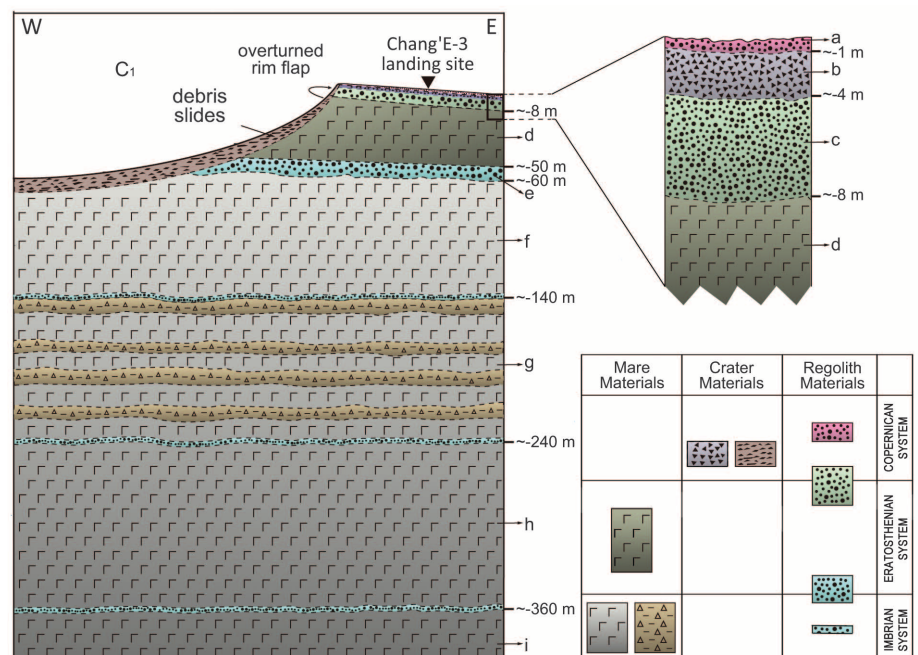 W
E
C1
overturned
rim flap
Chang'E-3
landing site
debris
slides
~-8 m
d
~-50 m
~-60 m
e
f
~-140 m
g
~-240 m
h
~-360 m
i
a
~-1 m
b
~-4 m
c
~-8 m
d
Mare
Materials
Crater
Materials
Regolith
Materials
COPERNICAN
SYSTEM
ERATOSTHENIAN
SYSTEM
IMBRIAN
SYSTEM